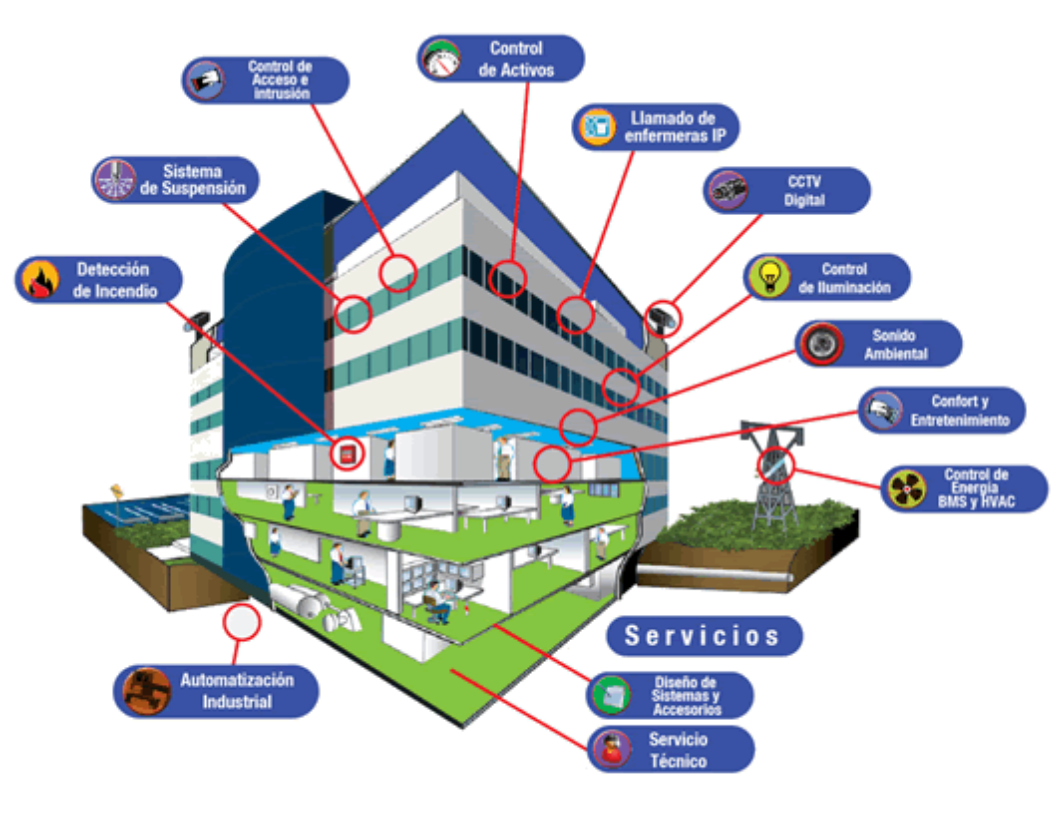 Control
de Activos
Control de
Acceso e
intrusión
Llamado de
enfermeras IP
Sistema
de Suspensión
CCTV
Digital
Detección
de Incendio
Control
de Iluminación
Sonido
Ambiental
Confort y
Entretenimiento
Control de
Energía
BMS y HVAC
Servicios
Automatización
Industrial
Diseño de
Sistemas y
Accesorios
Servicio
Técnico